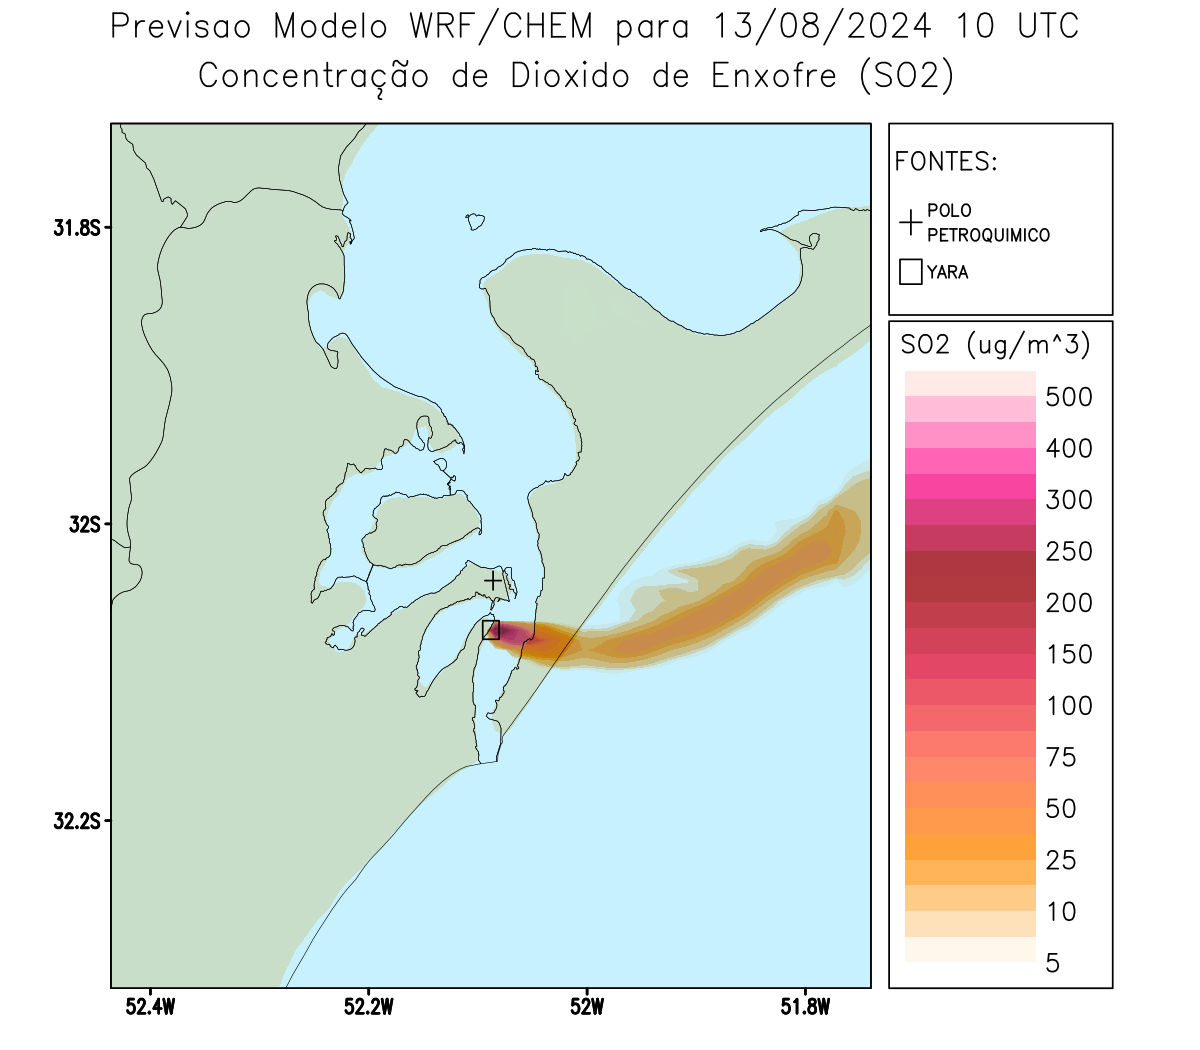 Previsao Modelo WRF/CHEM para 13/08/2024 10 UTC
Concentração de Dioxido de Enxofre (SO2)
FONTES:
POLO
PETROQUIMICO
YARA
SO2 (ug/m^3)
500
400
300
250
200
150
100
75
50
25
10
5
31.8S
32S
32.2S
52.4W
52.2W
52W
51.8W